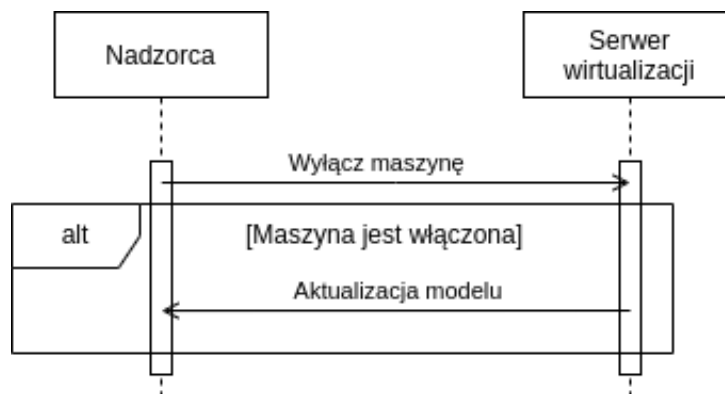 Nadzorca
Serwer
wirtualizacji
Wyłącz maszynę
alt
[Maszyna jest włączona]
Aktualizacja modelu